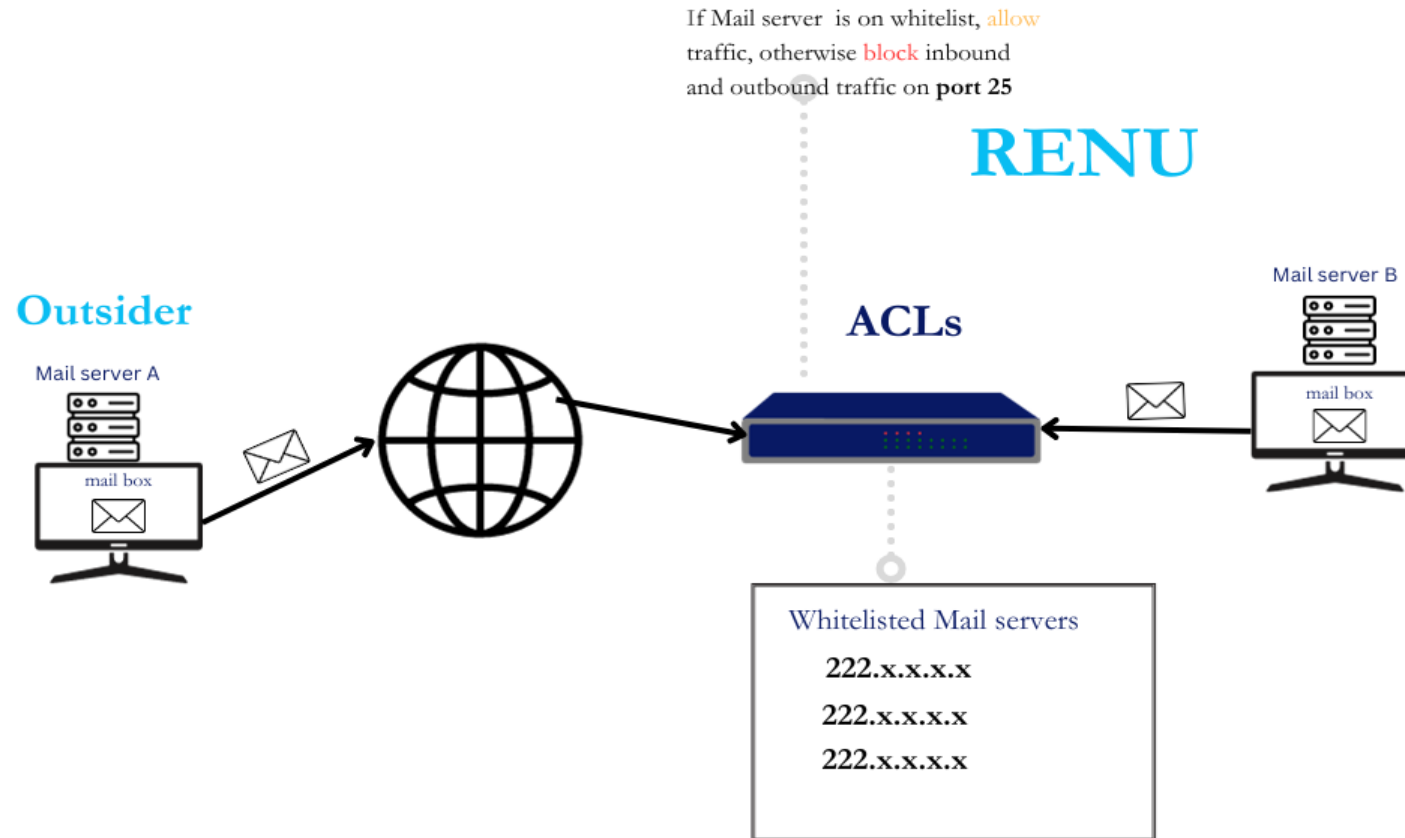 If Mail server is on whitelist, allow
traffic, otherwise block inbound
and outbound traffic on port 25
RENU
Mail server B
Outsider
ACLs
Mail server A
mail box
mail box
Whitelisted Mail servers
222.x.x.x.x
222.x.x.x.x
222.x.x.x.x